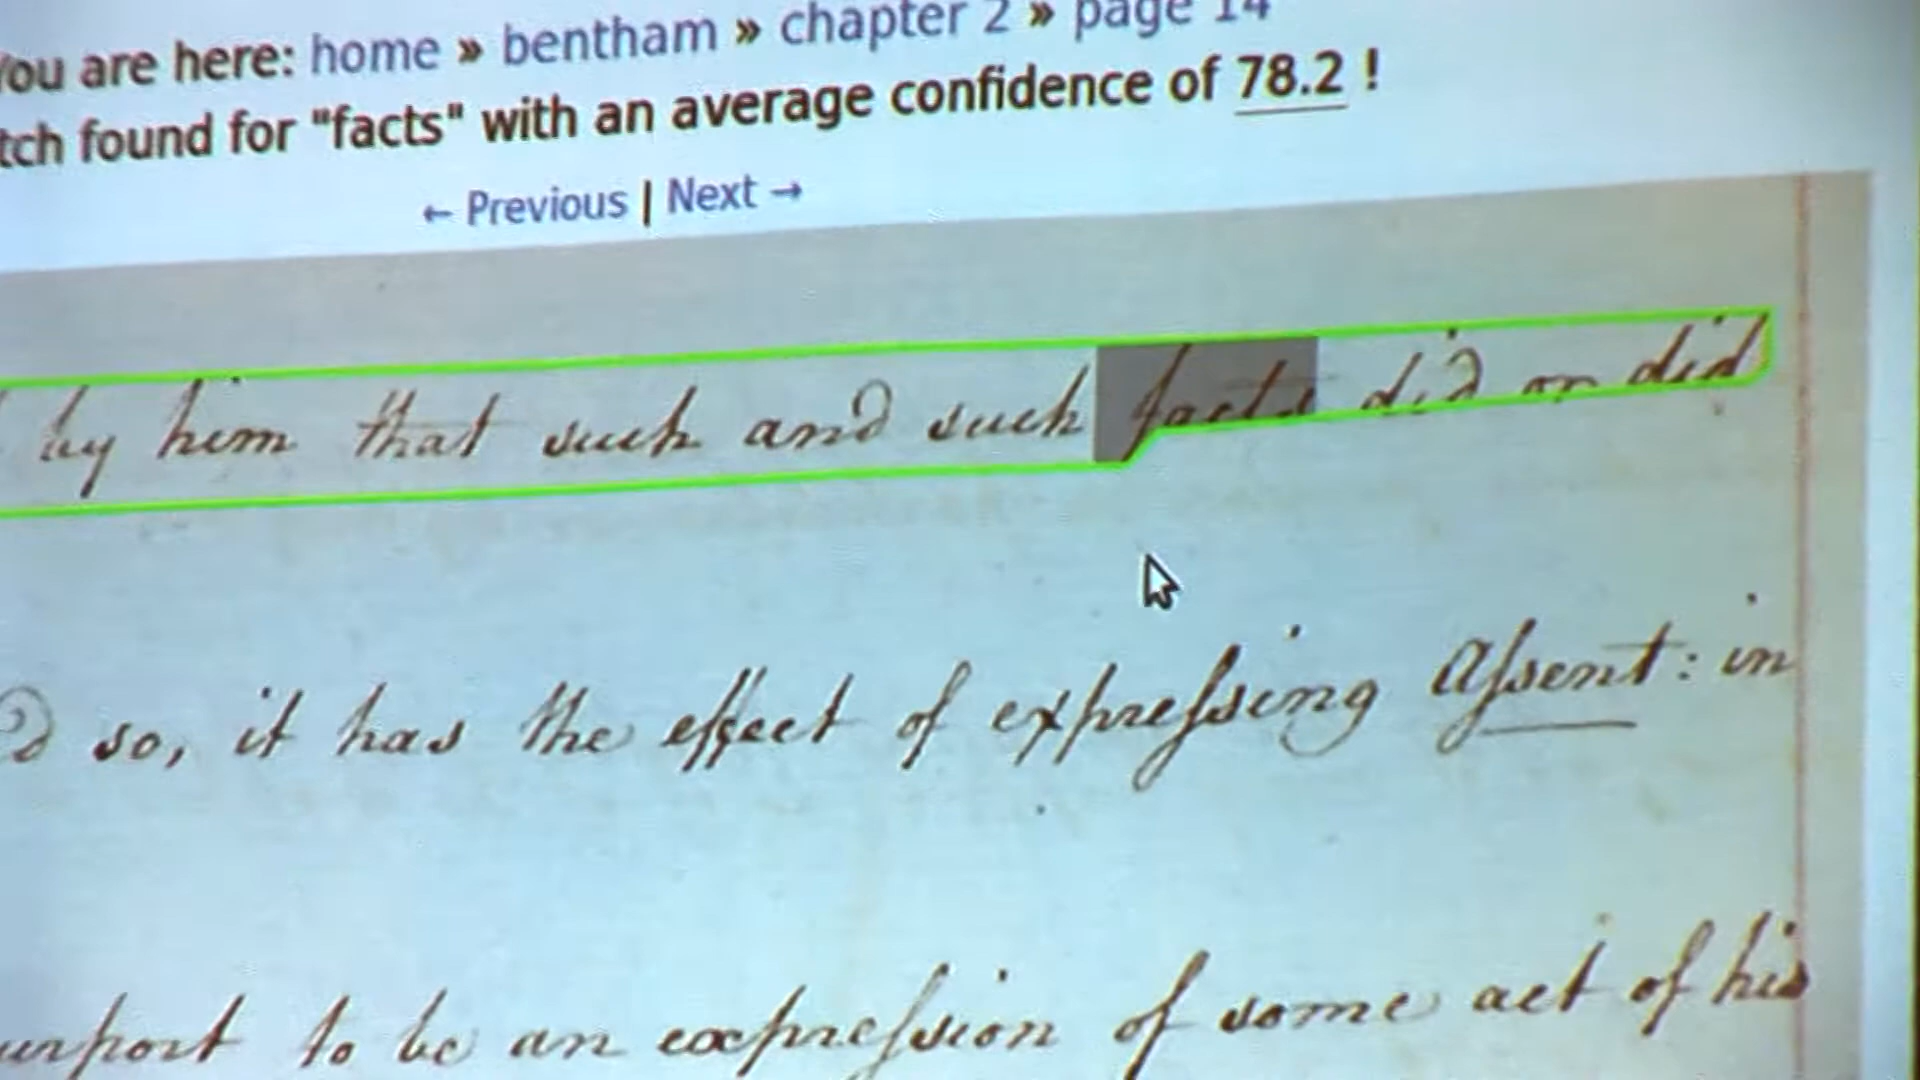 You are here: home » bentham » chapter 2 » page 14
tch found for "facts" with an average confidence of 78.2 !
← Previous | Next →
by him that such and such facts did or did
so, it has the effect of expreſsing Aſsent: in
urport to be an expreſsion of some act of his